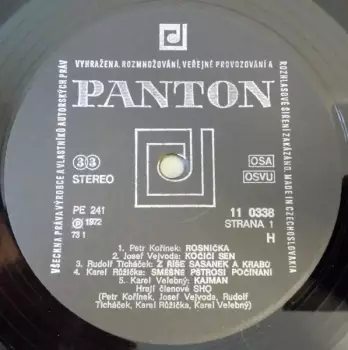 VŠECHNA PRÁVA VÝROBCE A VLASTNÍKŮ AUTORSKÝCH PRÁV VYHRAŽENA. ROZMNOŽOVÁNÍ, VEŘEJNÉ PROVOZOVÁNÍ A ROZHLASOVÉ ŠÍŘENÍ ZAKÁZÁNO. MADE IN CZECHOSLOVAKIA
PANTON
33 STEREO
OSA
OSVU
PE 241
℗ 1972
73 1
11 0338
STRANA 1
H
1. Petr Kořínek: ROSNIČKA
2. Josef Vejvoda: KOČIČÍ SEN
3. Rudolf Ticháček: Z ŘÍŠE SASANEK A KRABŮ
4. Karel Růžička: SMĚŠNÉ PŠTROSÍ POČÍNÁNÍ
5. Karel Velebný: KAJMAN
Hrají členové SHQ
(Petr Kořínek, Josef Vejvoda, Rudolf
Ticháček, Karel Růžička, Karel Velebný)